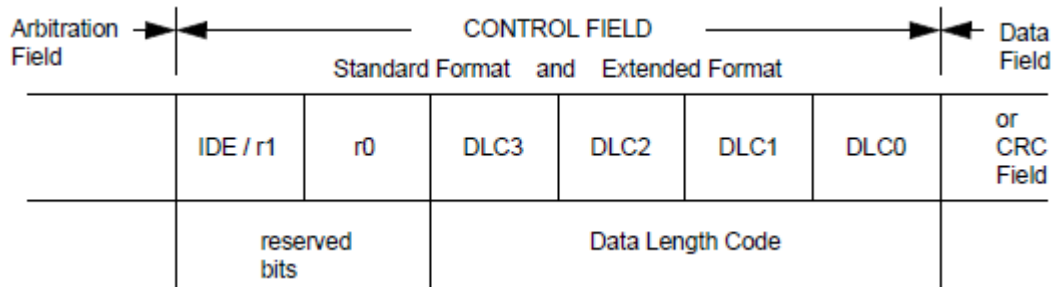 Arbitration Field
CONTROL FIELD
Data Field
Standard Format and Extended Format
IDE / r1 r0 DLC3 DLC2 DLC1 DLC0
or CRC Field
reserved bits
Data Length Code